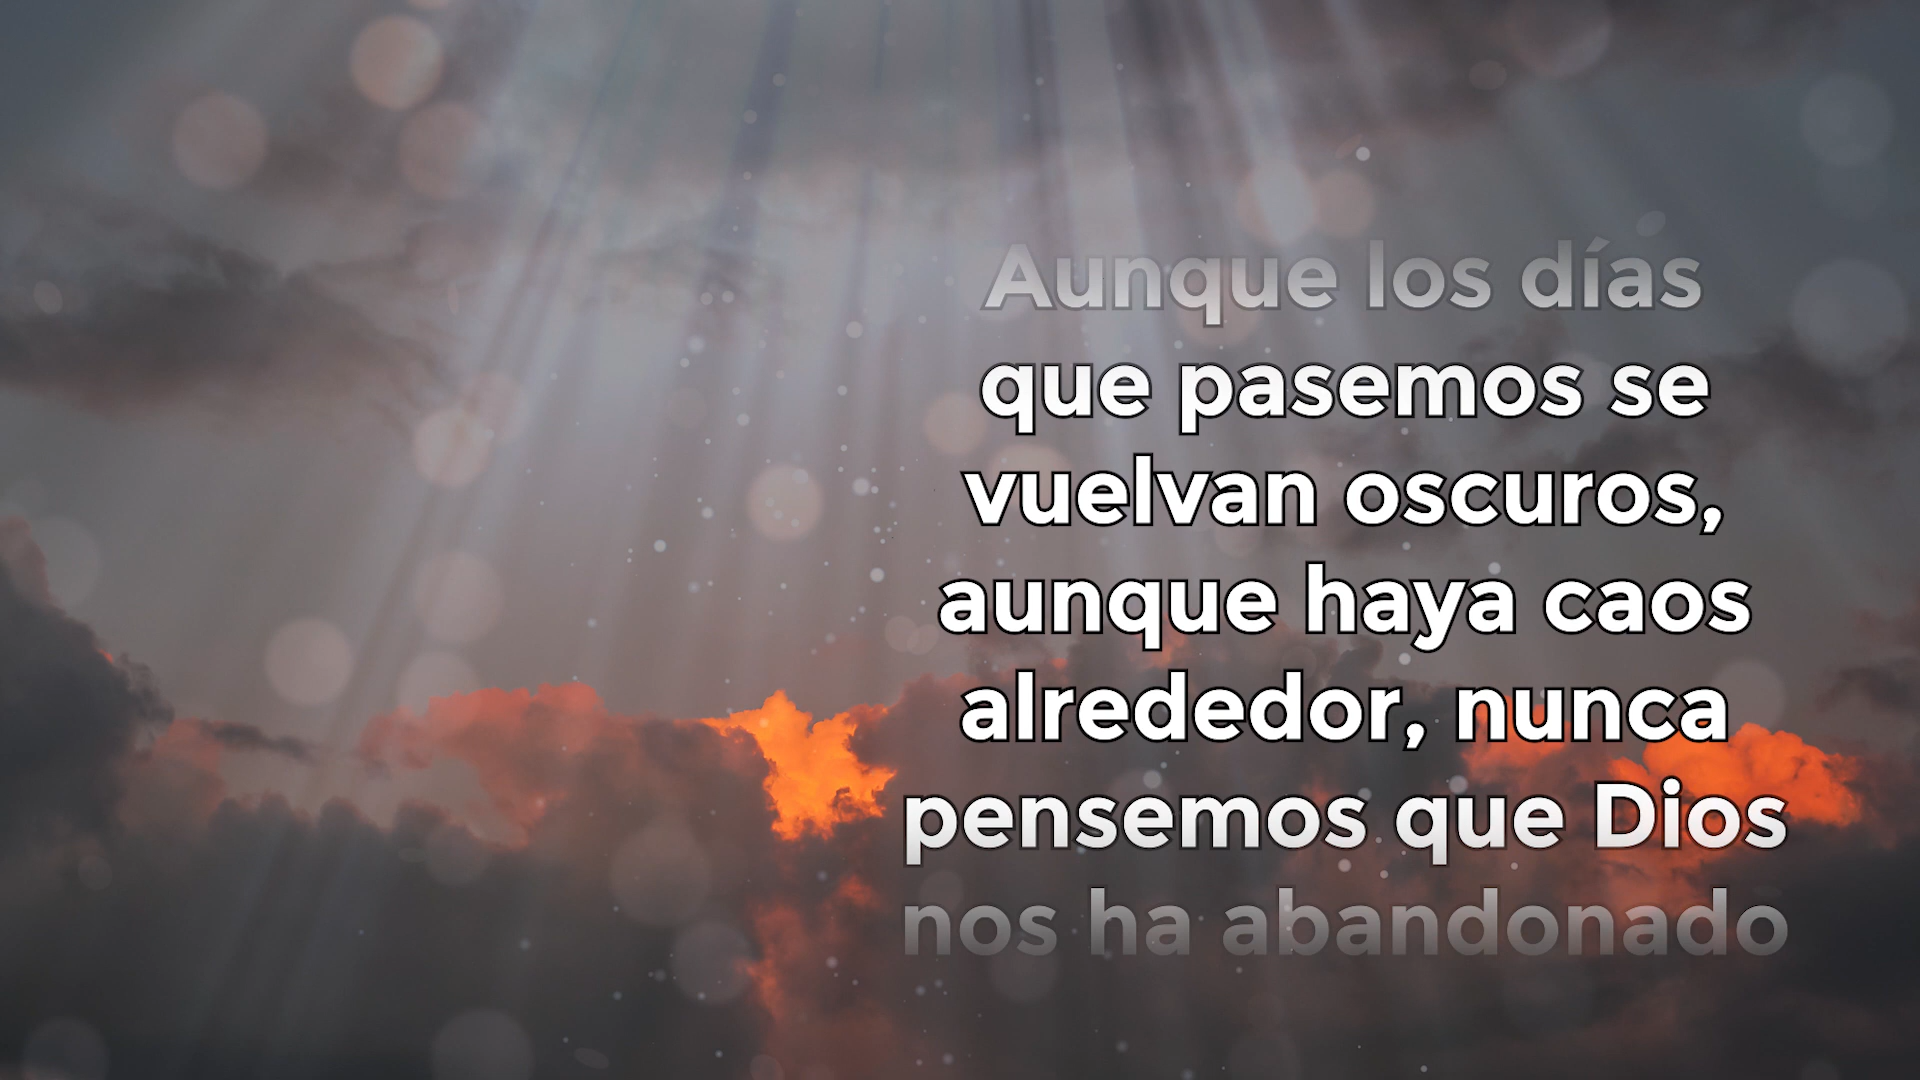 Aunque los días
que pasemos se
vuelvan oscuros,
aunque haya caos
alrededor, nunca
pensemos que Dios
nos ha abandonado